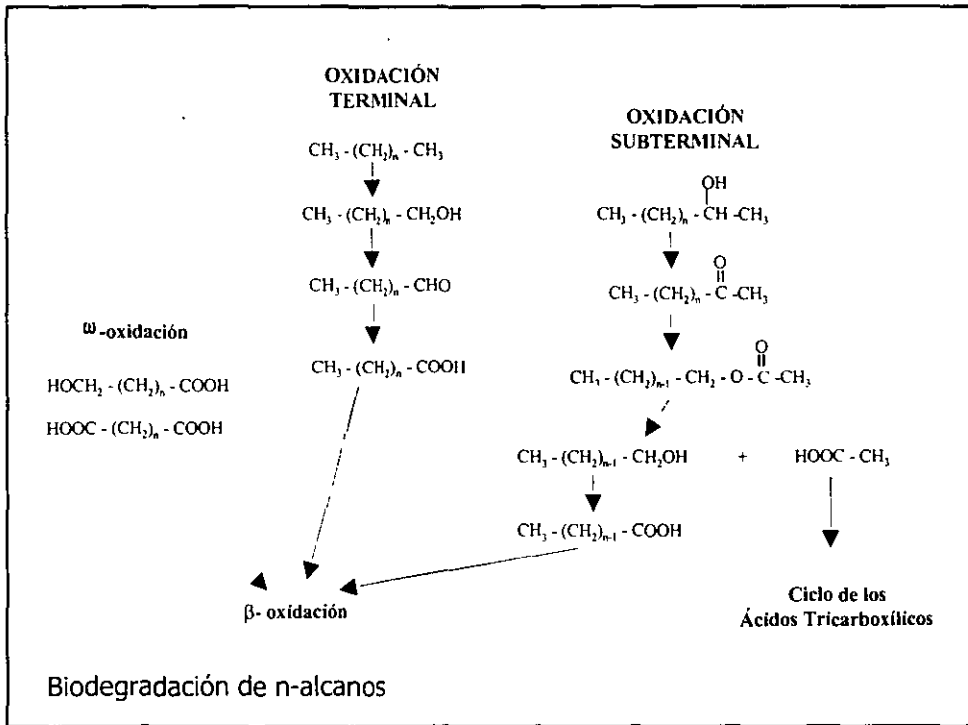 OXIDACIÓN
TERMINAL
CH₃ - (CH₂)ₙ - CH₃
CH₃ - (CH₂)ₙ - CH₂OH
CH₃ - (CH₂)ₙ - CHO
CH₃ - (CH₂)ₙ - COOH
OXIDACIÓN
SUBTERMINAL
OH
CH₃ - (CH₂)ₙ - CH -CH₃
O
CH₃ - (CH₂)ₙ - C -CH₃
O
CH₃ - (CH₂)ₙ₋₁ - CH₂ - O - C - CH₃
CH₃ - (CH₂)ₙ₋₁ - CH₂OH + HOOC - CH₃
CH₃ - (CH₂)ₙ₋₁ - COOH
ω-oxidación
HOCH₂ - (CH₂)ₙ - COOH
HOOC - (CH₂)ₙ - COOH
β- oxidación
Ciclo de los
Ácidos Tricarboxílicos
Biodegradación de n-alcanos